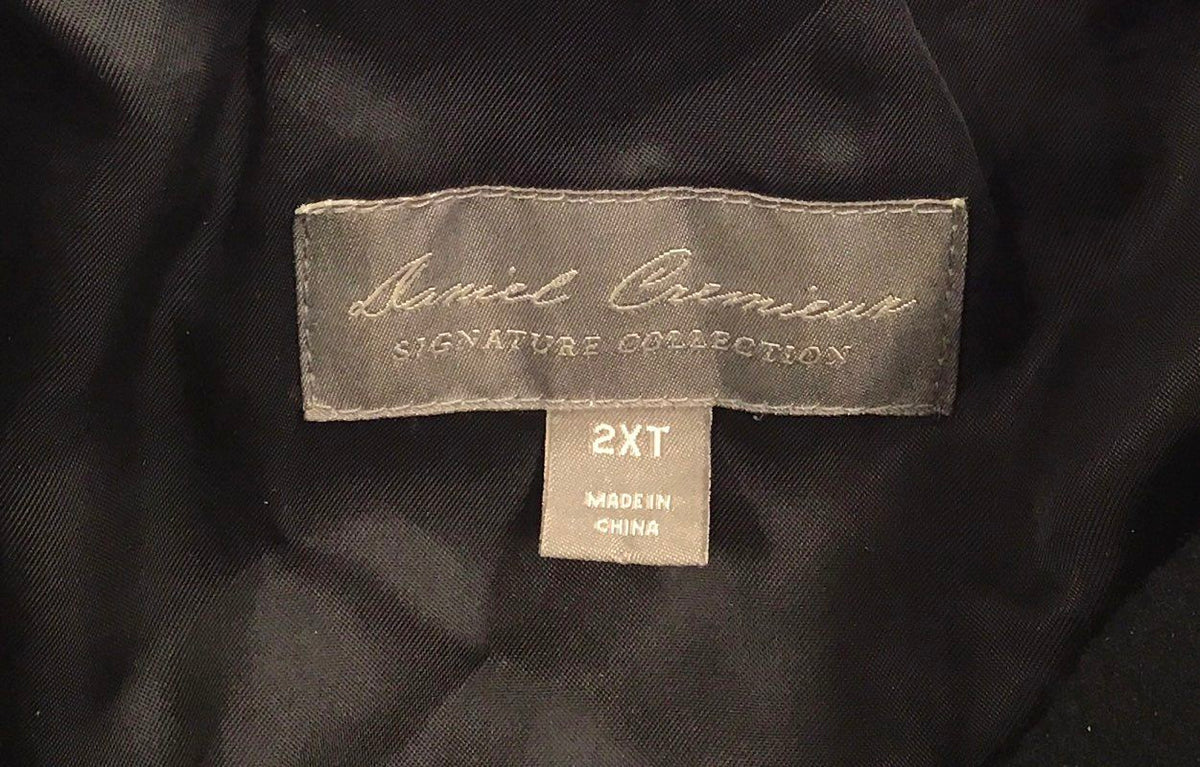 Daniel Cremieux
SIGNATURE COLLECTION
2XT
MADE IN
CHINA